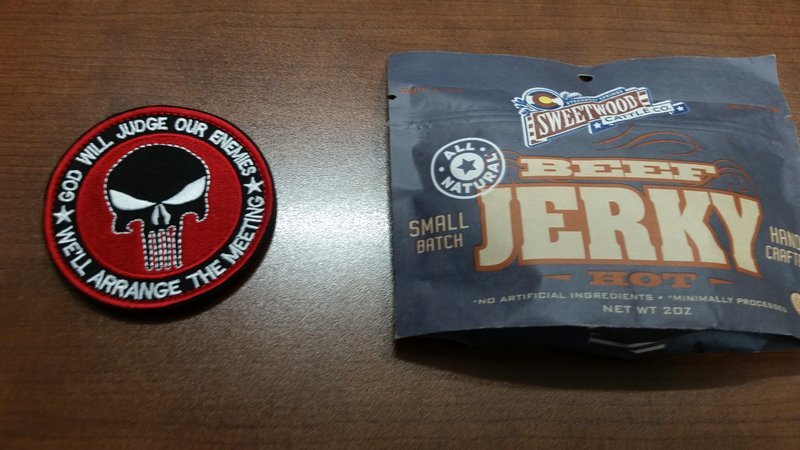 GOD WILL JUDGE OUR ENEMIES
WE'LL ARRANGE THE MEETING
SWEETWOOD
CATTLE CO.
ALL
NATURAL
BEEF
JERKY
SMALL
BATCH
HOT
*NO ARTIFICIAL INGREDIENTS • *MINIMALLY PROCESSED
NET WT 2OZ